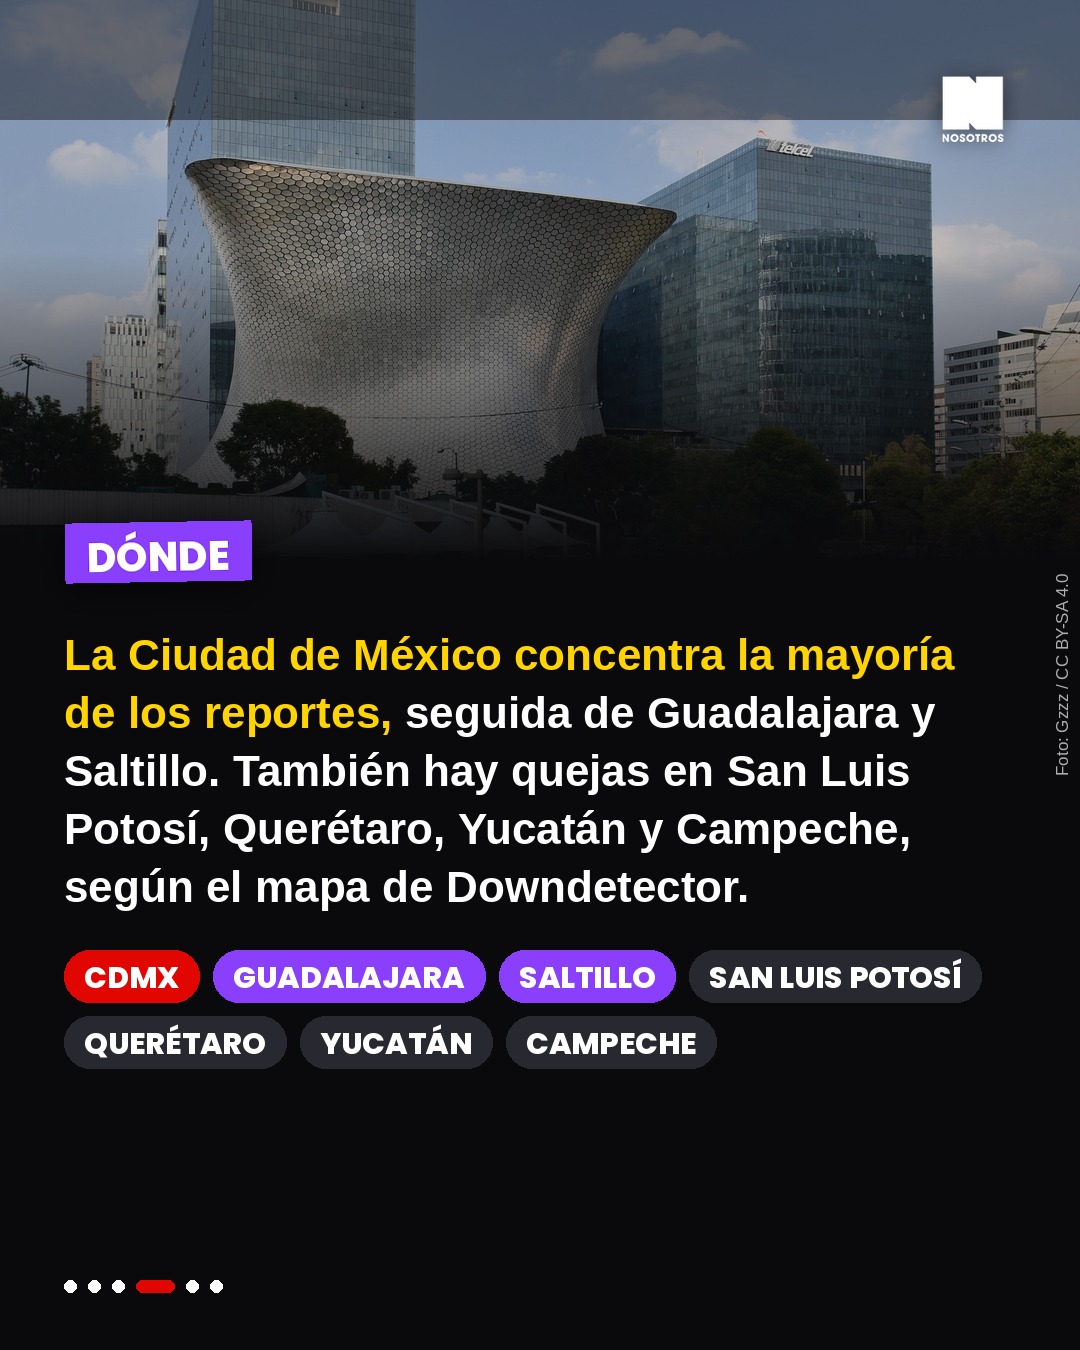 telcel
NOSOTROS
DÓNDE
La Ciudad de México concentra la mayoría
de los reportes, seguida de Guadalajara y
Saltillo. También hay quejas en San Luis
Potosí, Querétaro, Yucatán y Campeche,
según el mapa de Downdetector.
CDMX GUADALAJARA SALTILLO SAN LUIS POTOSÍ
QUERÉTARO YUCATÁN CAMPECHE
Foto: Gzzz / CC BY-SA 4.0